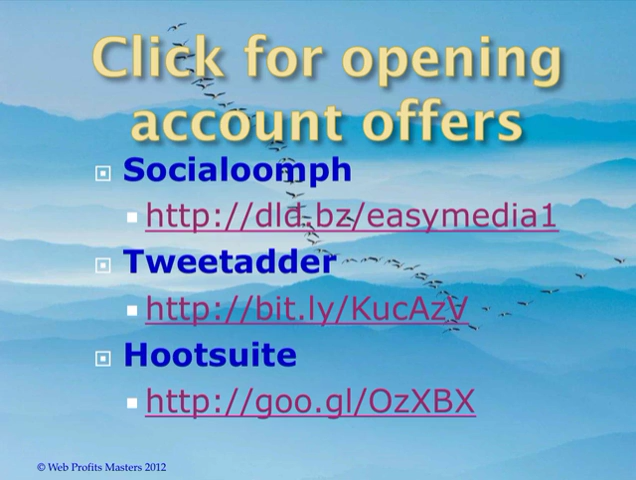 Click for opening
account offers
Socialoomph
http://dld.bz/easymedia1
Tweetadder
http://bit.ly/KucAzV
Hootsuite
http://goo.gl/OzXBX
© Web Profits Masters 2012